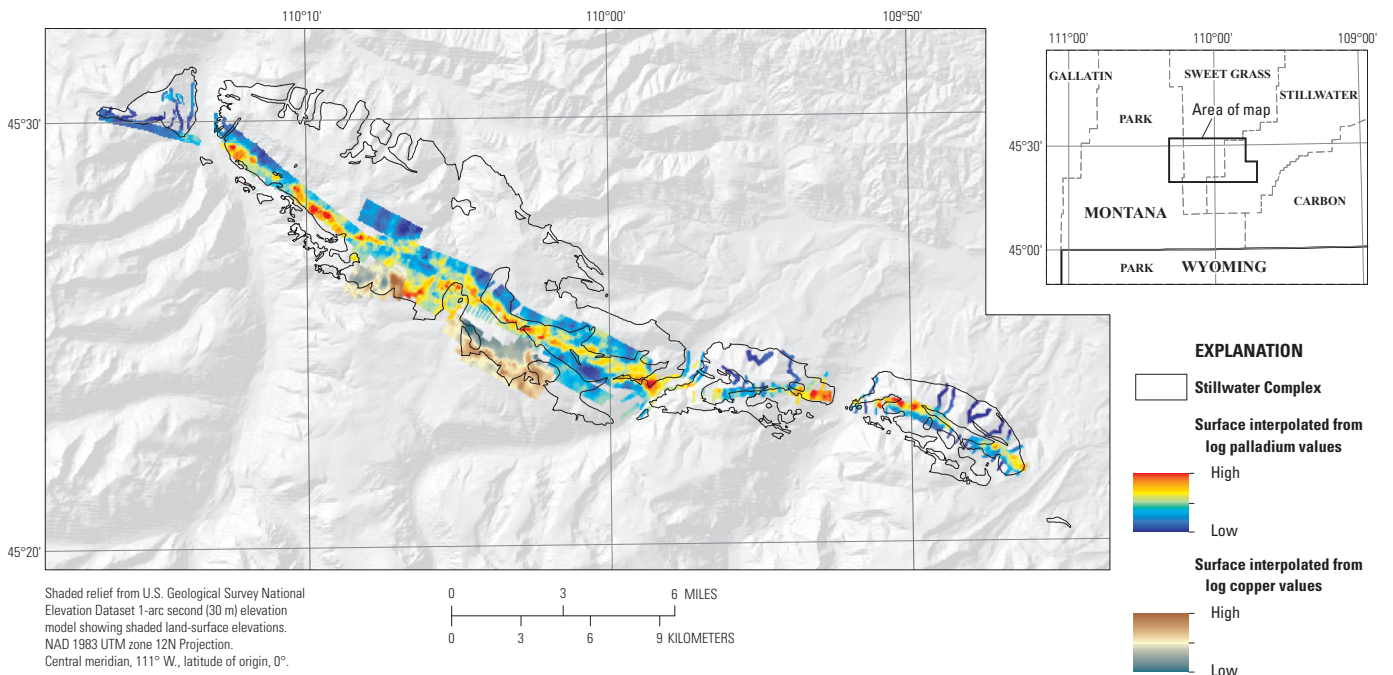 110°10'
110°00'
109°50'
45°30'
45°20'
111°00'
110°00'
109°00'
GALLATIN
SWEET GRASS
STILLWATER
PARK
Area of map
45°30'
CARBON
MONTANA
45°00'
PARK
WYOMING
EXPLANATION
Stillwater Complex
Surface interpolated from
log palladium values
High
Low
Surface interpolated from
log copper values
High
Low
Shaded relief from U.S. Geological Survey National
Elevation Dataset 1-arc second (30 m) elevation
model showing shaded land-surface elevations.
NAD 1983 UTM zone 12N Projection.
Central meridian, 111° W., latitude of origin, 0°.
0 3 6 MILES
0 3 6 9 KILOMETERS